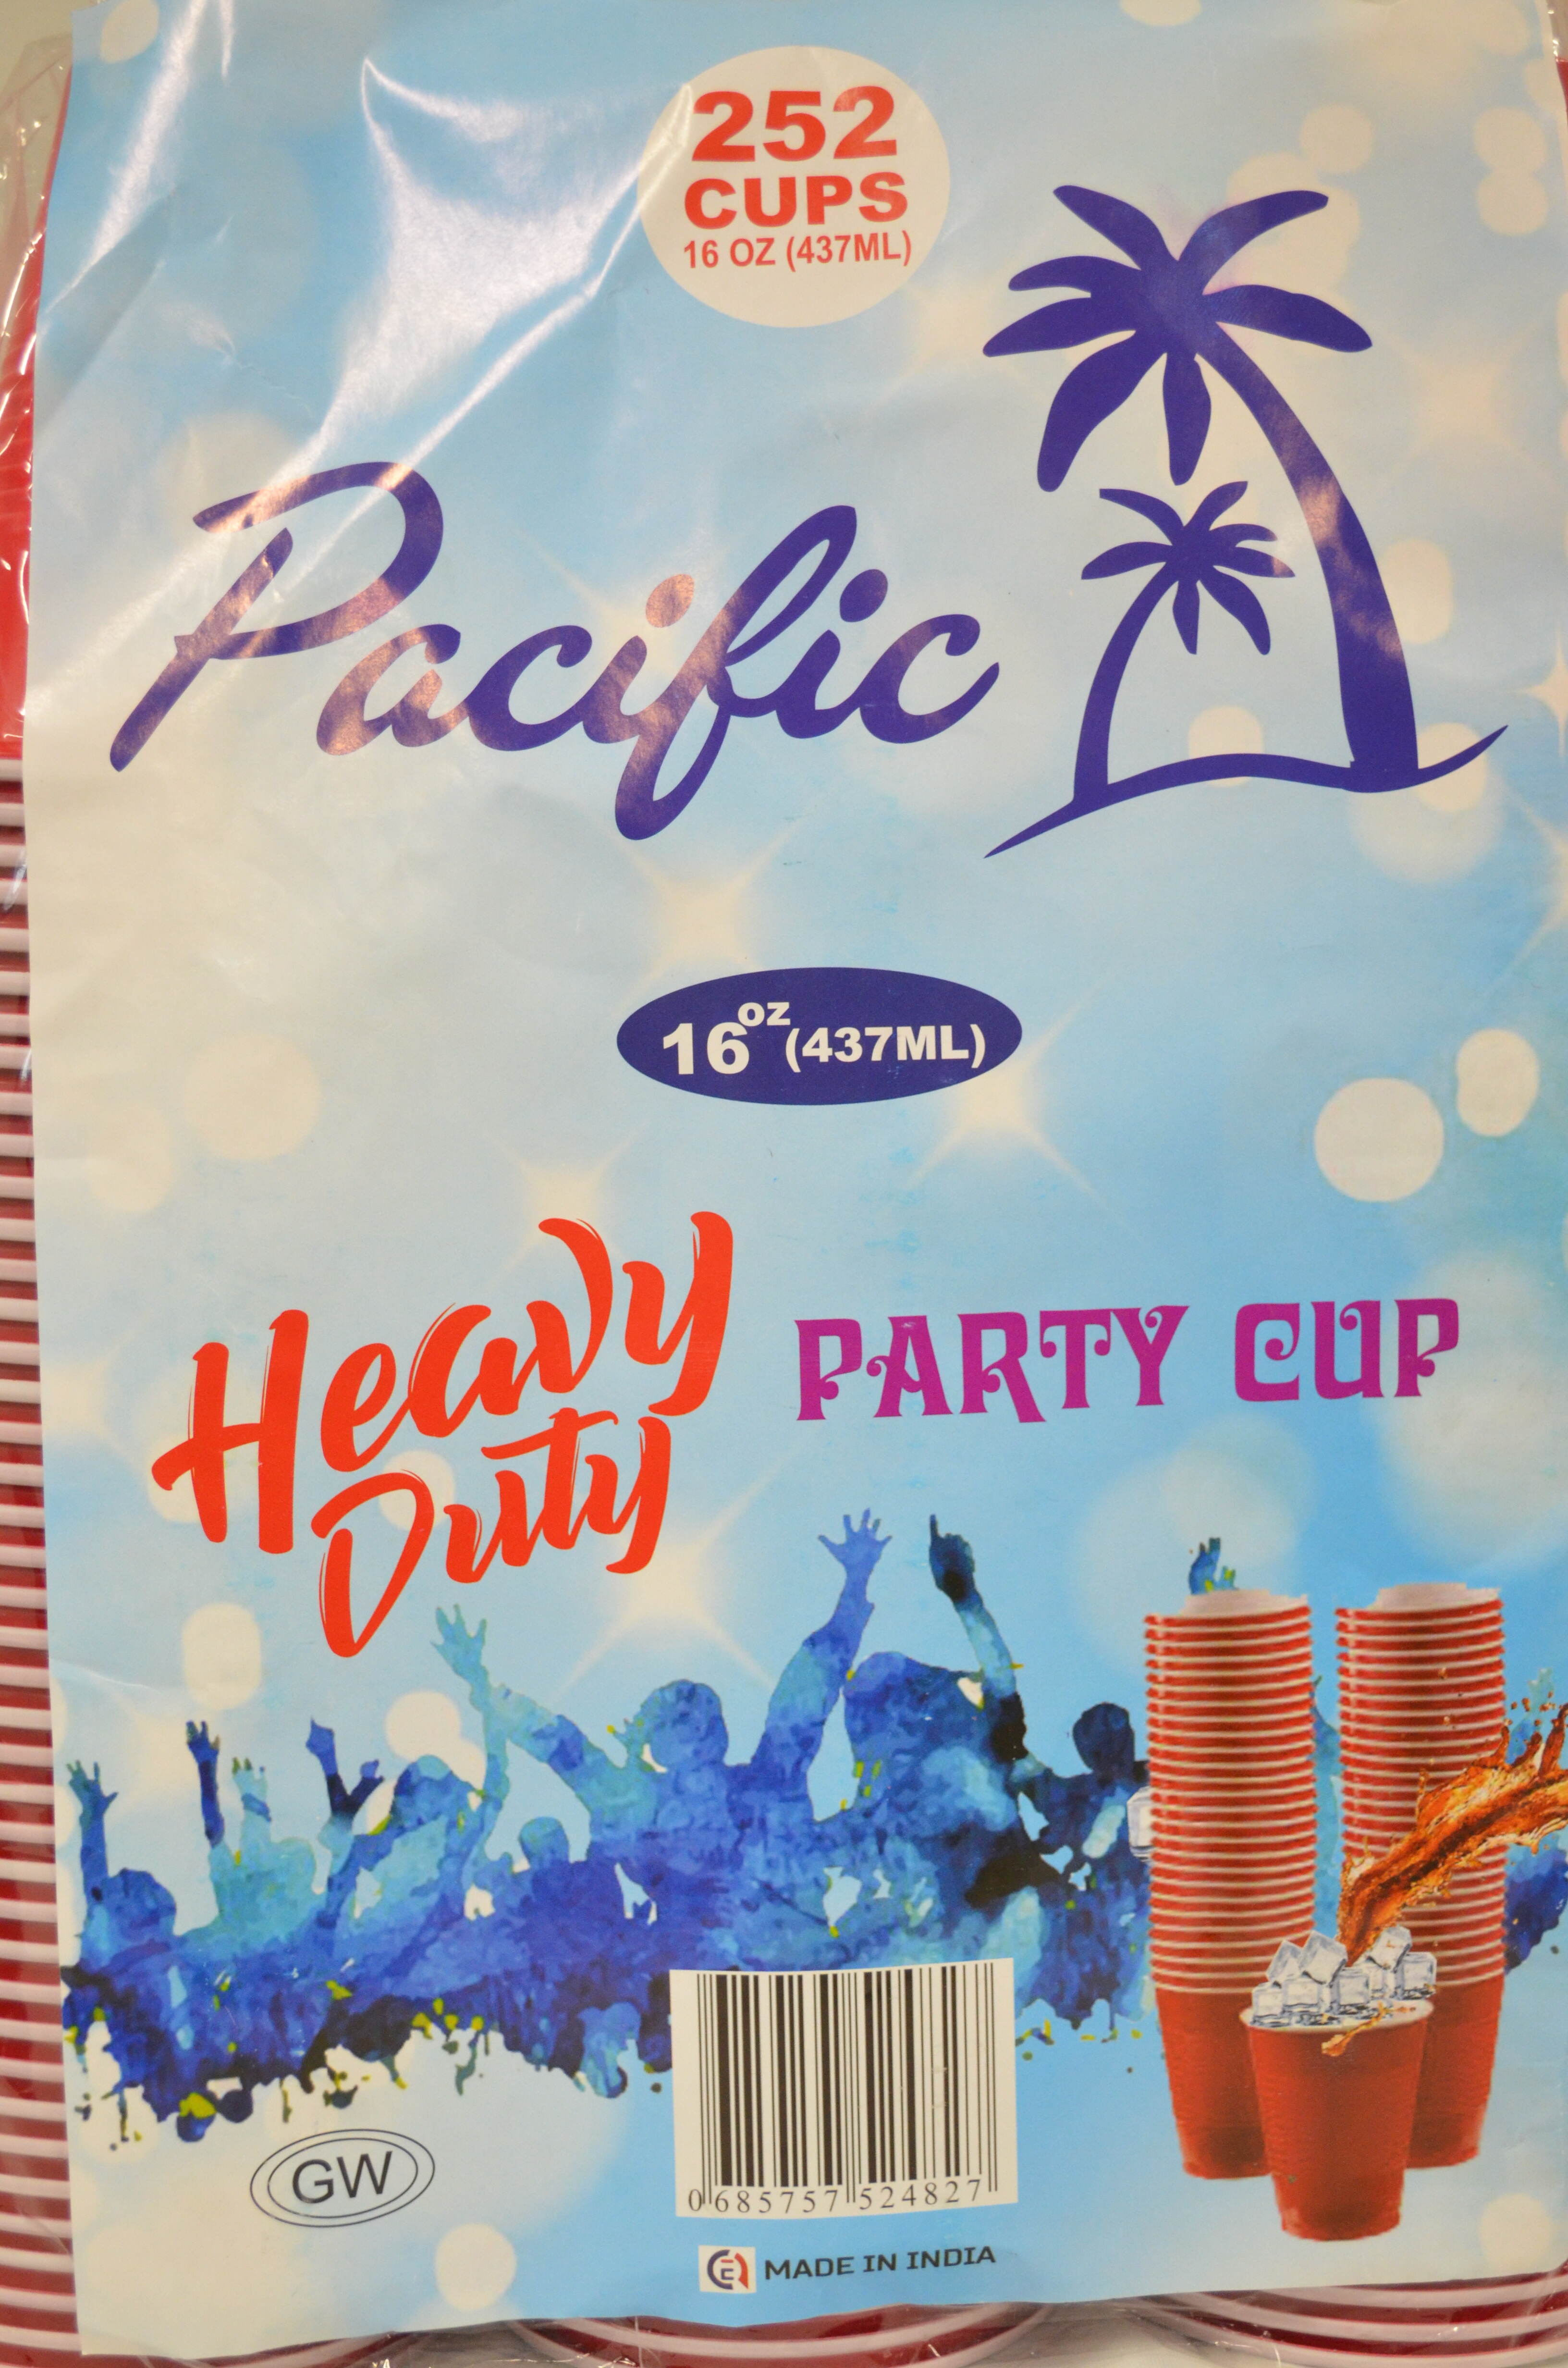 252
CUPS
16 OZ (437ML)
Pacific
16oz (437ML)
Heavy
Duty
PARTY CUP
GW
0 685757 524827
E MADE IN INDIA